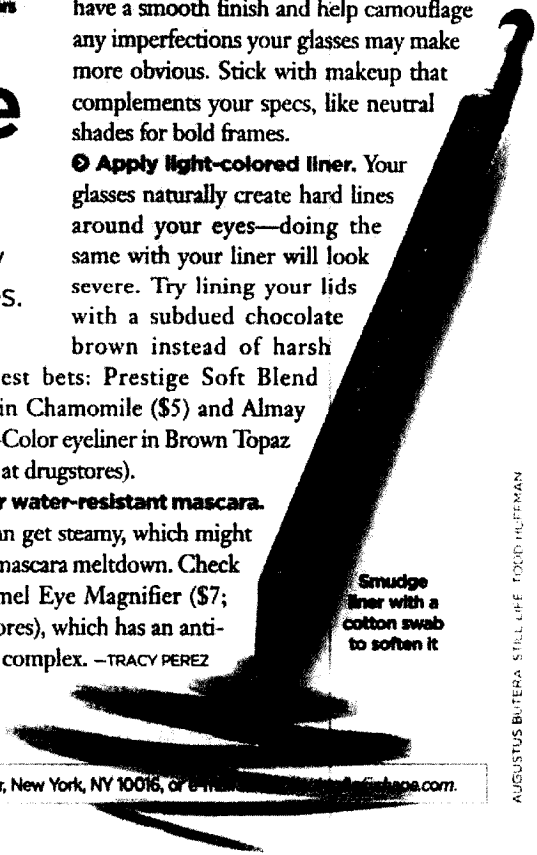 have a smooth finish and help camouflage
any imperfections your glasses may make
more obvious. Stick with makeup that
complements your specs, like neutral
shades for bold frames.
Apply light-colored liner. Your
glasses naturally create hard lines
around your eyes—doing the
same with your liner will look
severe. Try lining your lids
with a subdued chocolate
brown instead of harsh
est bets: Prestige Soft Blend
in Chamomile ($5) and Almay
-Color eyeliner in Brown Topaz
at drugstores).
r water-resistant mascara.
an get steamy, which might
mascara meltdown. Check
mel Eye Magnifier ($7;
ores), which has an anti-
complex. –TRACY PEREZ
Smudge
liner with a
cotton swab
to soften it
r, New York, NY 10016, or e-mail
.com.
AUGUSTUS BUTERA STILL LIFE TODD HUFFMAN
e
s.